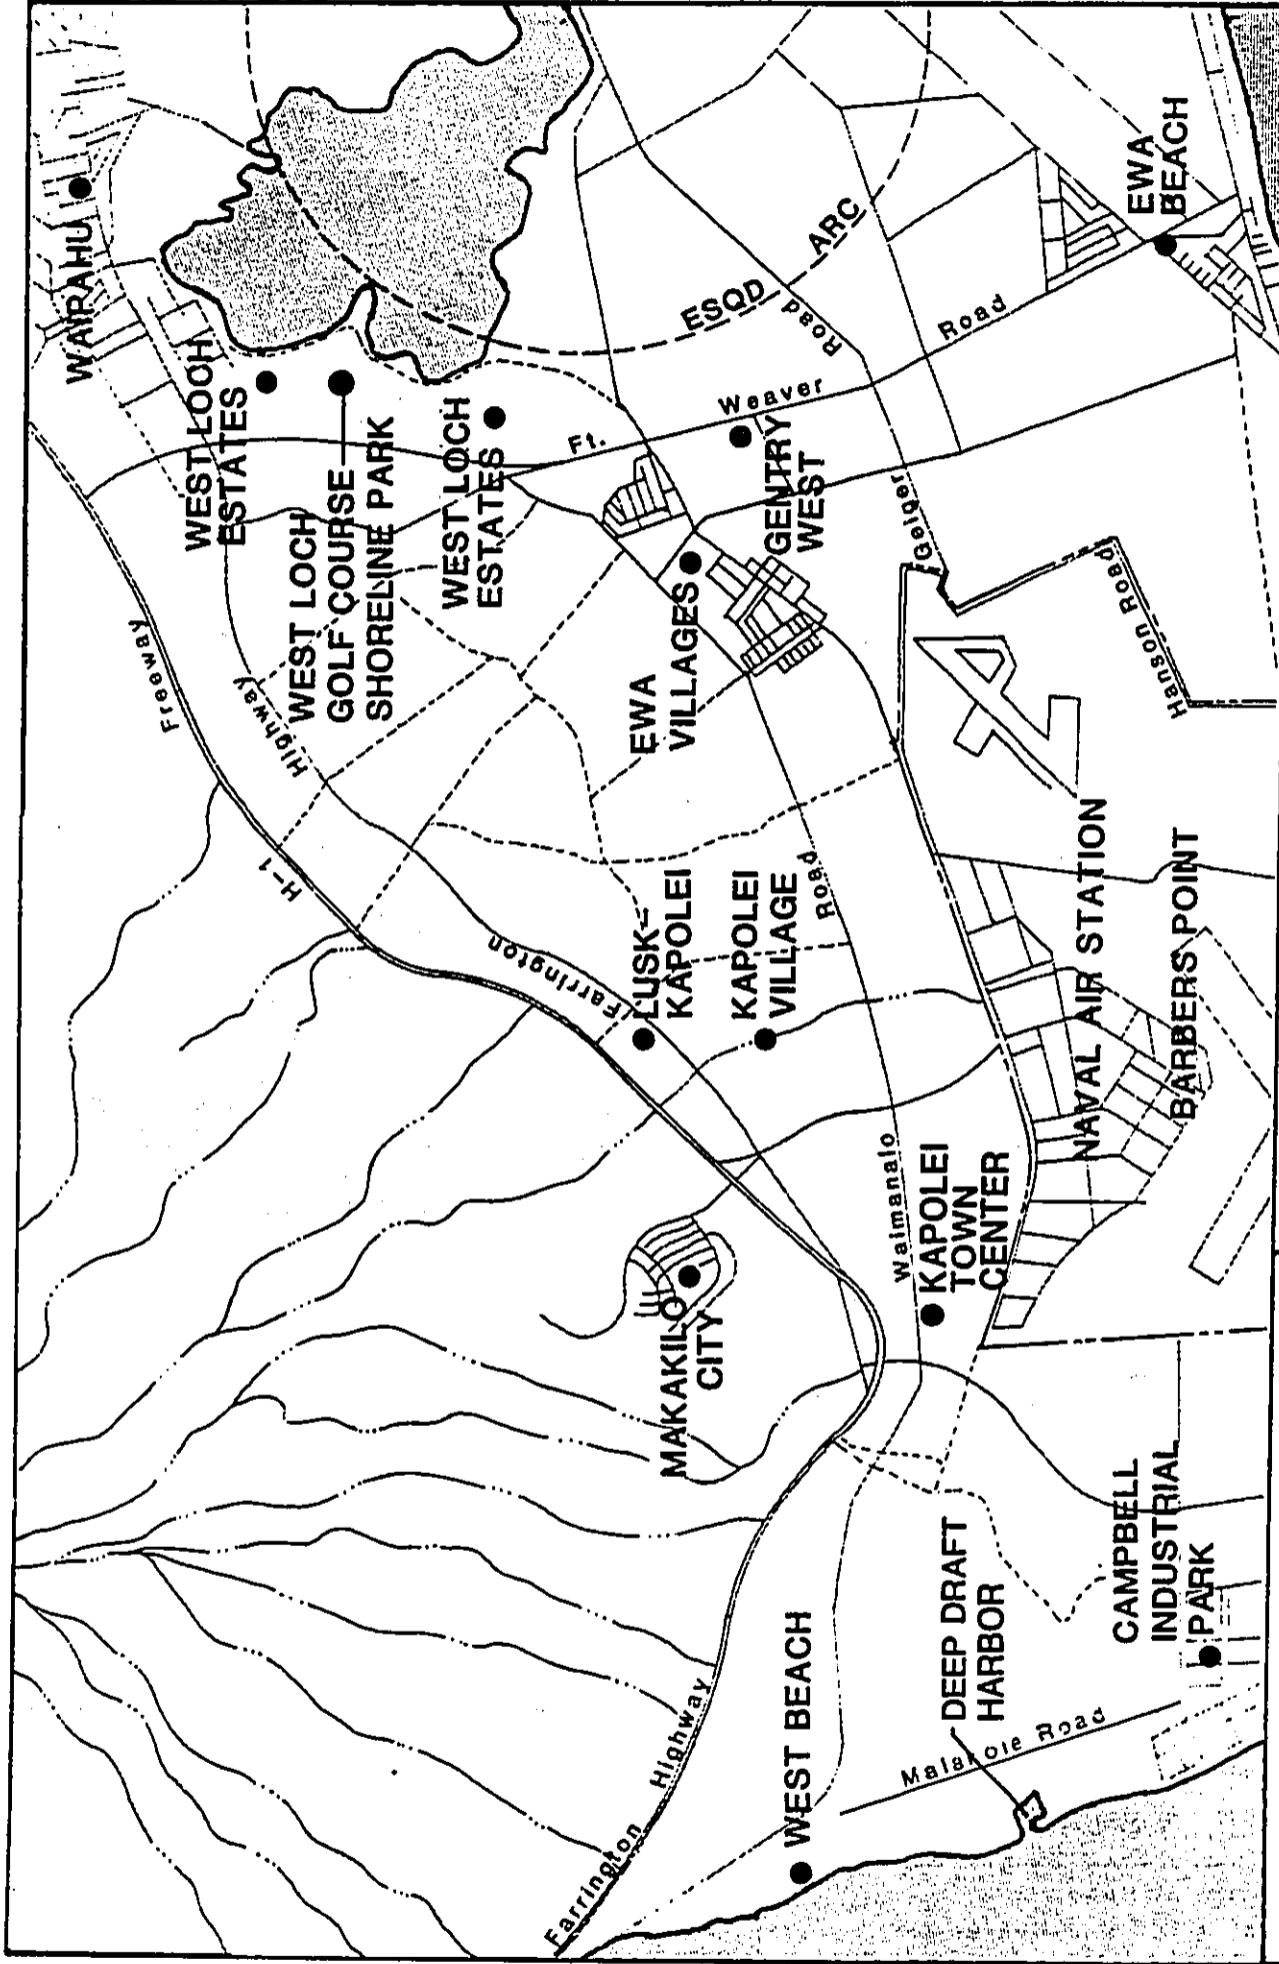 WAIPAHU
WEST LOCH
ESTATES
WEST LOCH
GOLF COURSE
SHORELINE PARK
WEST LOCH
ESTATES
Freeway
H-1
Highway
Farrington
Ft.
Weaver
Road
ESQD
ARC
Road
Geiger
GENTRY
WEST
EWA
VILLAGES
EWA
BEACH
Hanson Road
LUSK-
KAPOLEI
KAPOLEI
VILLAGE
Road
Waimanalo
NAVAL AIR STATION
BARBERS POINT
KAPOLEI
TOWN
CENTER
MAKAKILO
CITY
Farrington
Highway
WEST BEACH
DEEP DRAFT
HARBOR
Malakole Road
CAMPBELL
INDUSTRIAL
PARK